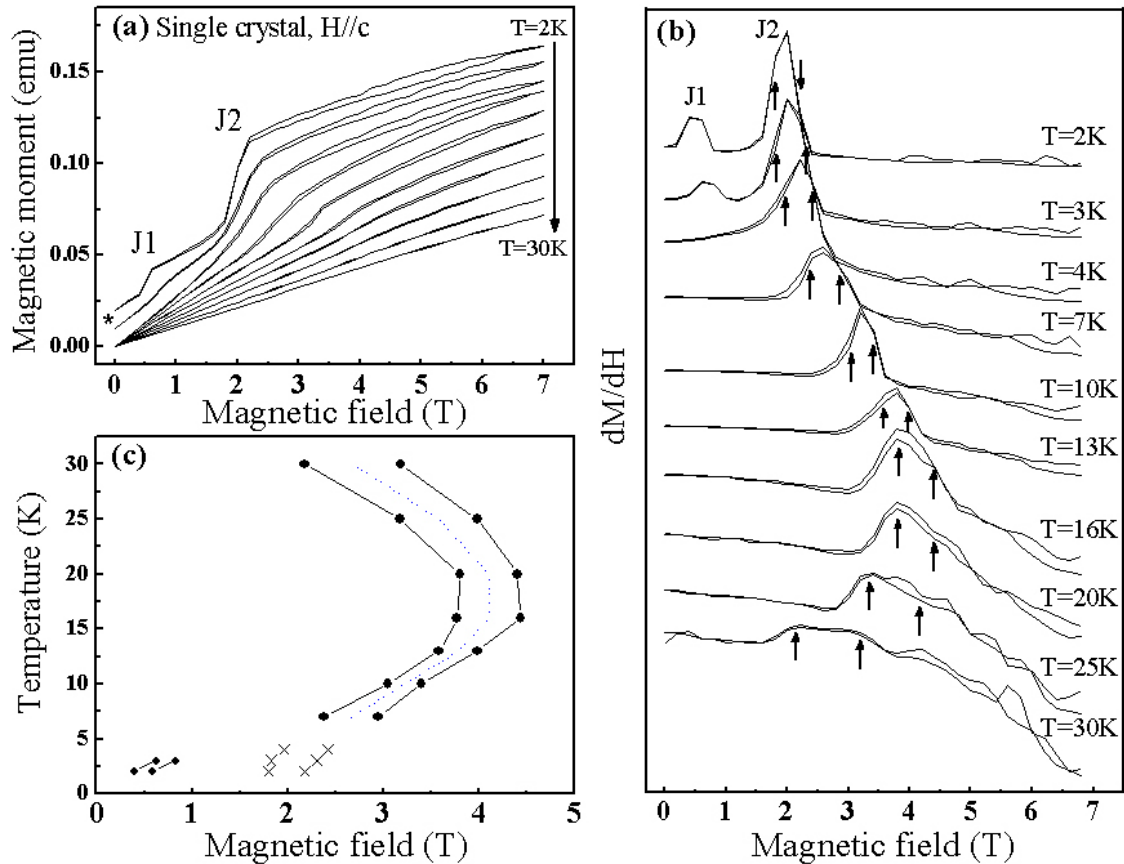 (a) Single crystal, H//c
T=2K
J1
J2
T=30K
*
0.15
0.10
0.05
0.00
Magnetic moment (emu)
0 1 2 3 4 5 6 7
Magnetic field (T)
(b)
J1
J2
T=2K
T=3K
T=4K
T=7K
T=10K
T=13K
T=16K
T=20K
T=25K
T=30K
dM/dH
0 1 2 3 4 5 6 7
Magnetic field (T)
(c)
30
25
20
15
10
5
0
Temperature (K)
0 1 2 3 4 5
Magnetic field (T)